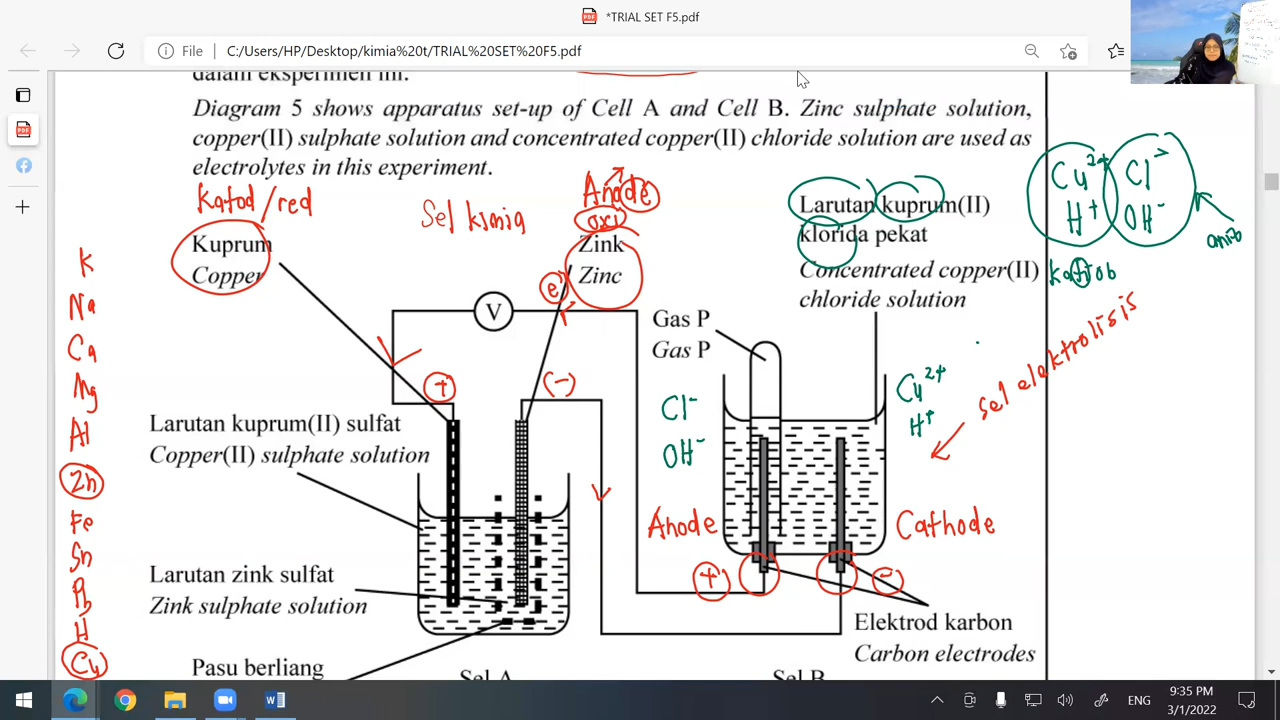 *TRIAL SET F5.pdf
File
C:/Users/HP/Desktop/kimia%20t/TRIAL%20SET%20F5.pdf
dalam eksperimen ini.
Diagram 5 shows apparatus set-up of Cell A and Cell B. Zinc sulphate solution,
copper(II) sulphate solution and concentrated copper(II) chloride solution are used as
electrolytes in this experiment.
Katod/red
Sel kimia
Anode
oxi
Kuprum
Copper
Zink
Zinc
Larutan kuprum(II)
klorida pekat
Concentrated copper(II)
chloride solution
Cu2+ Cl-
H+ OH-
sel elektrolisis
K
Na
Ca
Mg
Al
Zn
Fe
Sn
Pb
H
Cu
e
V
(+)
(-)
Gas P
Gas P
Cl-
OH-
Cu2+
H+
Anode
Cathode
Larutan kuprum(II) sulfat
Copper(II) sulphate solution
Larutan zink sulfat
Zink sulphate solution
+
-
Elektrod karbon
Carbon electrodes
Pasu berliang
Sel A
Sel B
ENG
9:35 PM
3/1/2022